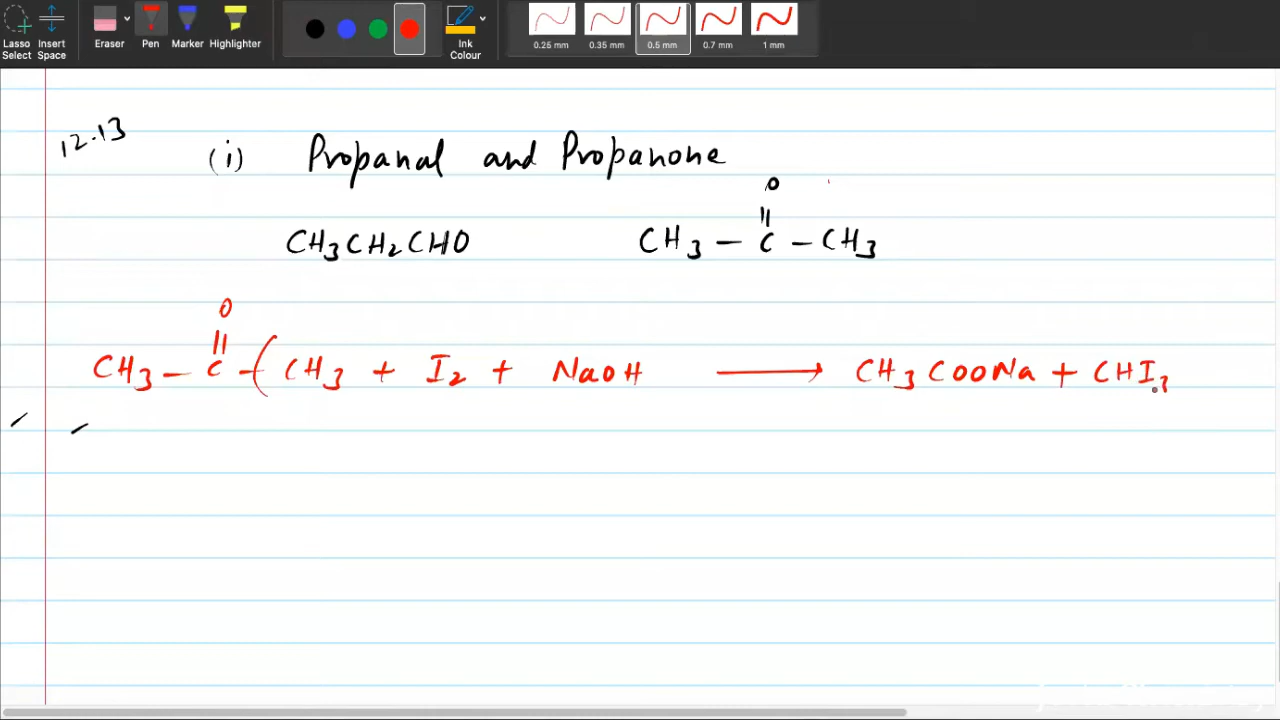 Lasso Select
Insert Space
Eraser
Pen
Marker
Highlighter
Ink Colour
0.25 mm
0.35 mm
0.5 mm
0.7 mm
1 mm
12.13 (i) Propanal and Propanone
O
||
CH3CH2CHO CH3 – C – CH3
O
||
CH3 – C –( CH3 + I2 + NaOH ⟶ CH3COONa + CHI3